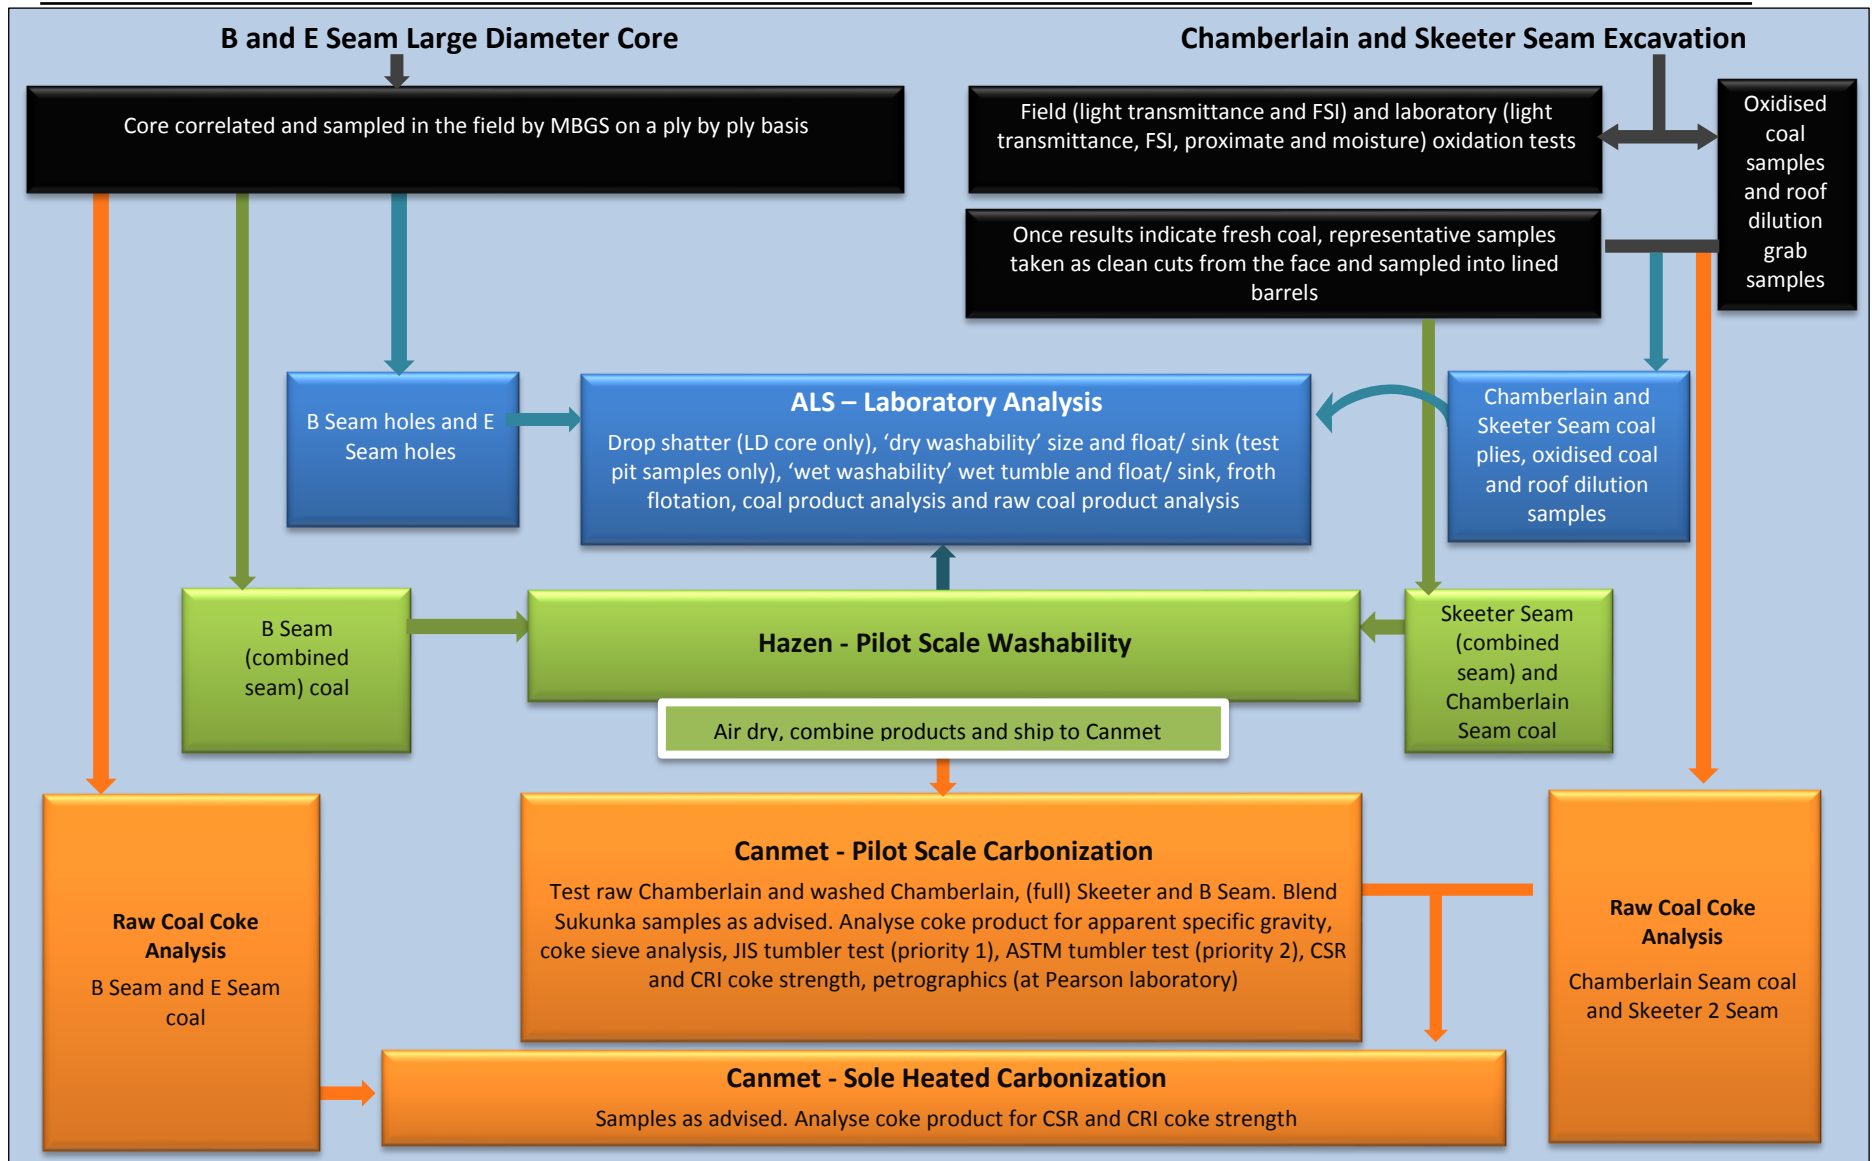 B and E Seam Large Diameter Core
Chamberlain and Skeeter Seam Excavation
Core correlated and sampled in the field by MBGS on a ply by ply basis
Field (light transmittance and FSI) and laboratory (light
transmittance, FSI, proximate and moisture) oxidation tests
Oxidised
coal
samples
and roof
dilution
grab
samples
Once results indicate fresh coal, representative samples
taken as clean cuts from the face and sampled into lined
barrels
B Seam holes and E
Seam holes
ALS – Laboratory Analysis
Drop shatter (LD core only), ‘dry washability’ size and float/ sink (test
pit samples only), ‘wet washability’ wet tumble and float/ sink, froth
flotation, coal product analysis and raw coal product analysis
Chamberlain and
Skeeter Seam coal
plies, oxidised coal
and roof dilution
samples
B Seam
(combined
seam) coal
Hazen - Pilot Scale Washability
Skeeter Seam
(combined
seam) and
Chamberlain
Seam coal
Air dry, combine products and ship to Canmet
Raw Coal Coke
Analysis
B Seam and E Seam
coal
Canmet - Pilot Scale Carbonization
Test raw Chamberlain and washed Chamberlain, (full) Skeeter and B Seam. Blend
Sukunka samples as advised. Analyse coke product for apparent specific gravity,
coke sieve analysis, JIS tumbler test (priority 1), ASTM tumbler test (priority 2), CSR
and CRI coke strength, petrographics (at Pearson laboratory)
Raw Coal Coke
Analysis
Chamberlain Seam coal
and Skeeter 2 Seam
Canmet - Sole Heated Carbonization
Samples as advised. Analyse coke product for CSR and CRI coke strength